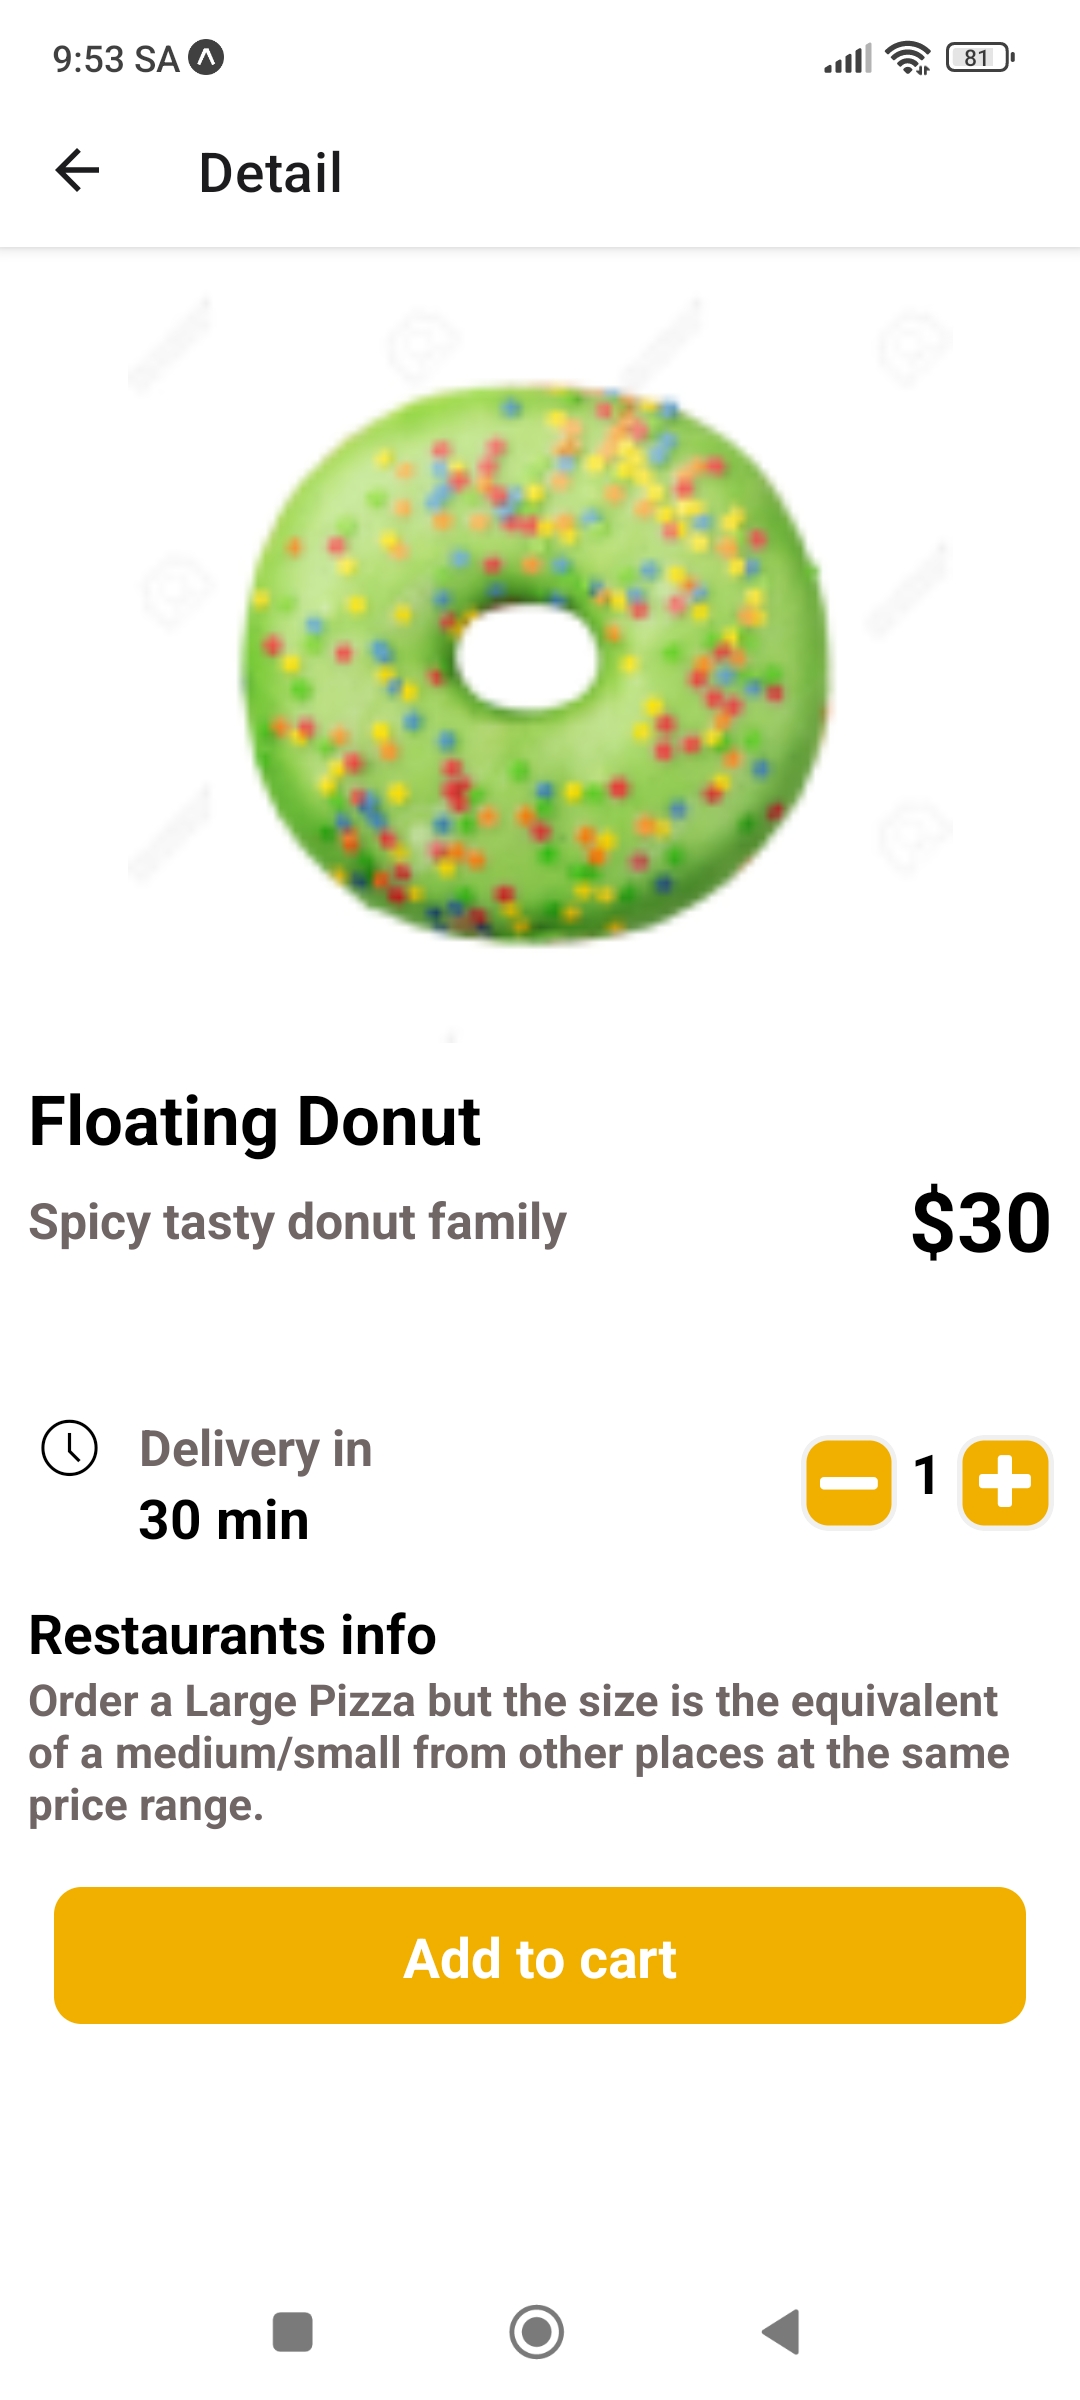 9:53 SA
81
Detail
Floating Donut
Spicy tasty donut family
$30
Delivery in
30 min
1
Restaurants info
Order a Large Pizza but the size is the equivalent
of a medium/small from other places at the same
price range.
Add to cart